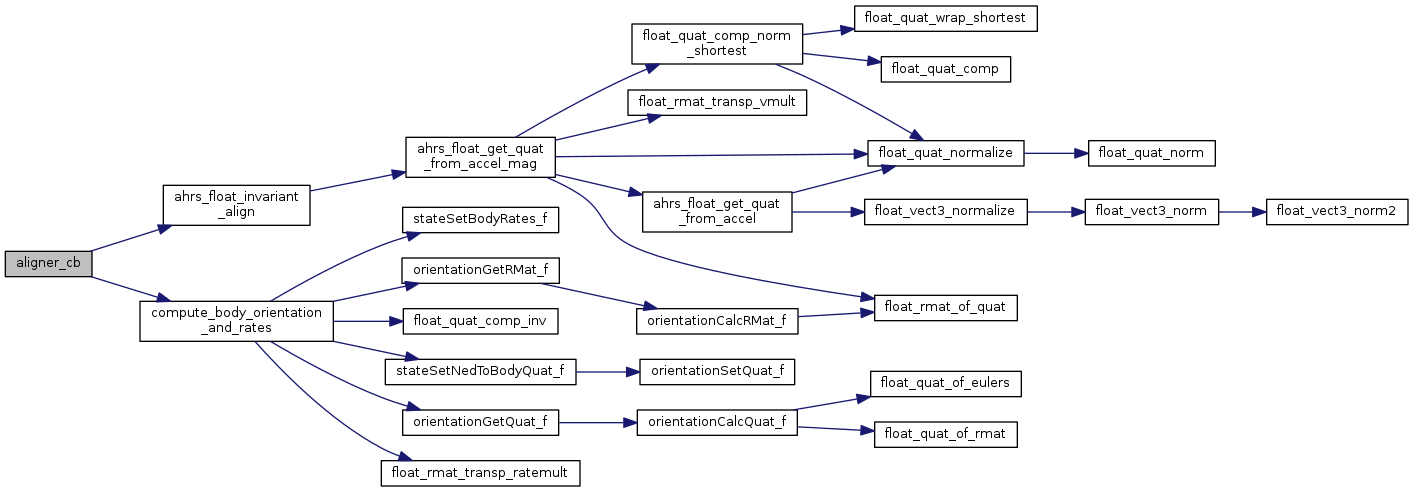 aligner_cb
ahrs_float_invariant
_align
compute_body_orientation
_and_rates
ahrs_float_get_quat
_from_accel_mag
stateSetBodyRates_f
orientationGetRMat_f
float_quat_comp_inv
stateSetNedToBodyQuat_f
orientationGetQuat_f
float_rmat_transp_ratemult
float_quat_comp_norm
_shortest
float_rmat_transp_vmult
ahrs_float_get_quat
_from_accel
orientationCalcRMat_f
orientationSetQuat_f
orientationCalcQuat_f
float_quat_wrap_shortest
float_quat_comp
float_quat_normalize
float_vect3_normalize
float_rmat_of_quat
float_quat_of_eulers
float_quat_of_rmat
float_quat_norm
float_vect3_norm
float_vect3_norm2